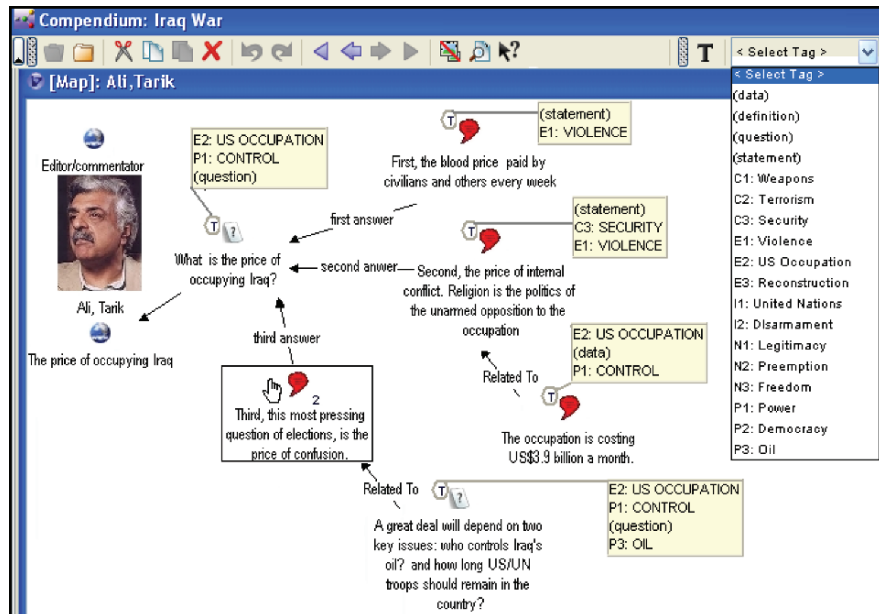 Compendium: Iraq War
T
< Select Tag >
[Map]: Ali,Tarik
< Select Tag >
(data)
(definition)
(question)
(statement)
C1: Weapons
C2: Terrorism
C3: Security
E1: Violence
E2: US Occupation
E3: Reconstruction
I1: United Nations
I2: DIsarmament
N1: Legitimacy
N2: Preemption
N3: Freedom
P1: Power
P2: Democracy
P3: Oil
Editor/commentator
Ali, Tarik
The price of occupying Iraq
E2: US OCCUPATION
P1: CONTROL
(question)
T
?
What is the price of
occupying Iraq?
first answer
second anwer
third answer
T
(statement)
E1: VIOLENCE
First, the blood price paid by
civilians and others every week
T
(statement)
C3: SECURITY
E1: VIOLENCE
Second, the price of internal
conflict. Religion is the politics of
the unarmed opposition to the
occupation
Related To
E2: US OCCUPATION
(data)
P1: CONTROL
T
The occupation is costing
US$3.9 billion a month.
2
Third, this most pressing
question of elections, is the
price of confusion.
Related To
T
?
E2: US OCCUPATION
P1: CONTROL
(question)
P3: OIL
A great deal will depend on two
key issues: who controls Iraq's
oil? and how long US/UN
troops should remain in the
country?